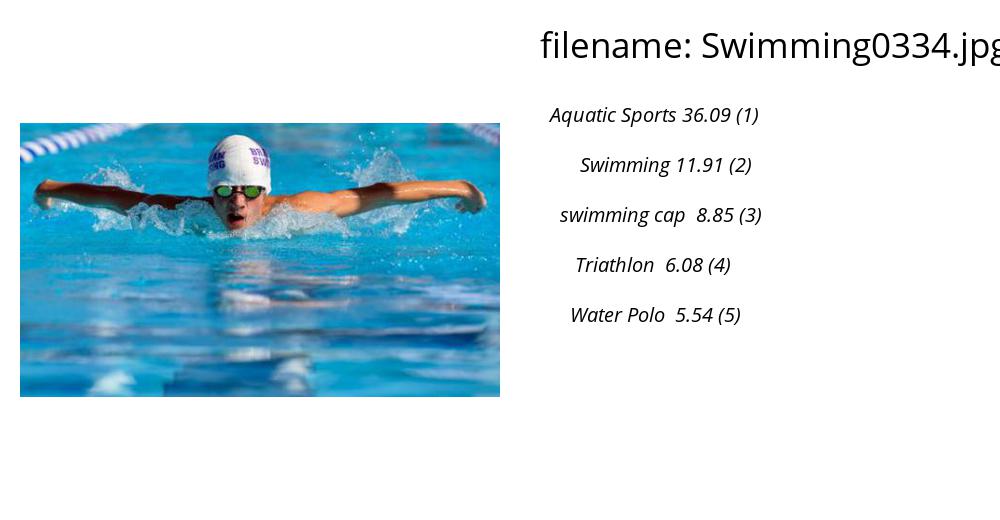 filename: Swimming0334.jpg
Aquatic Sports 36.09 (1)
Swimming 11.91 (2)
swimming cap 8.85 (3)
Triathlon 6.08 (4)
Water Polo 5.54 (5)